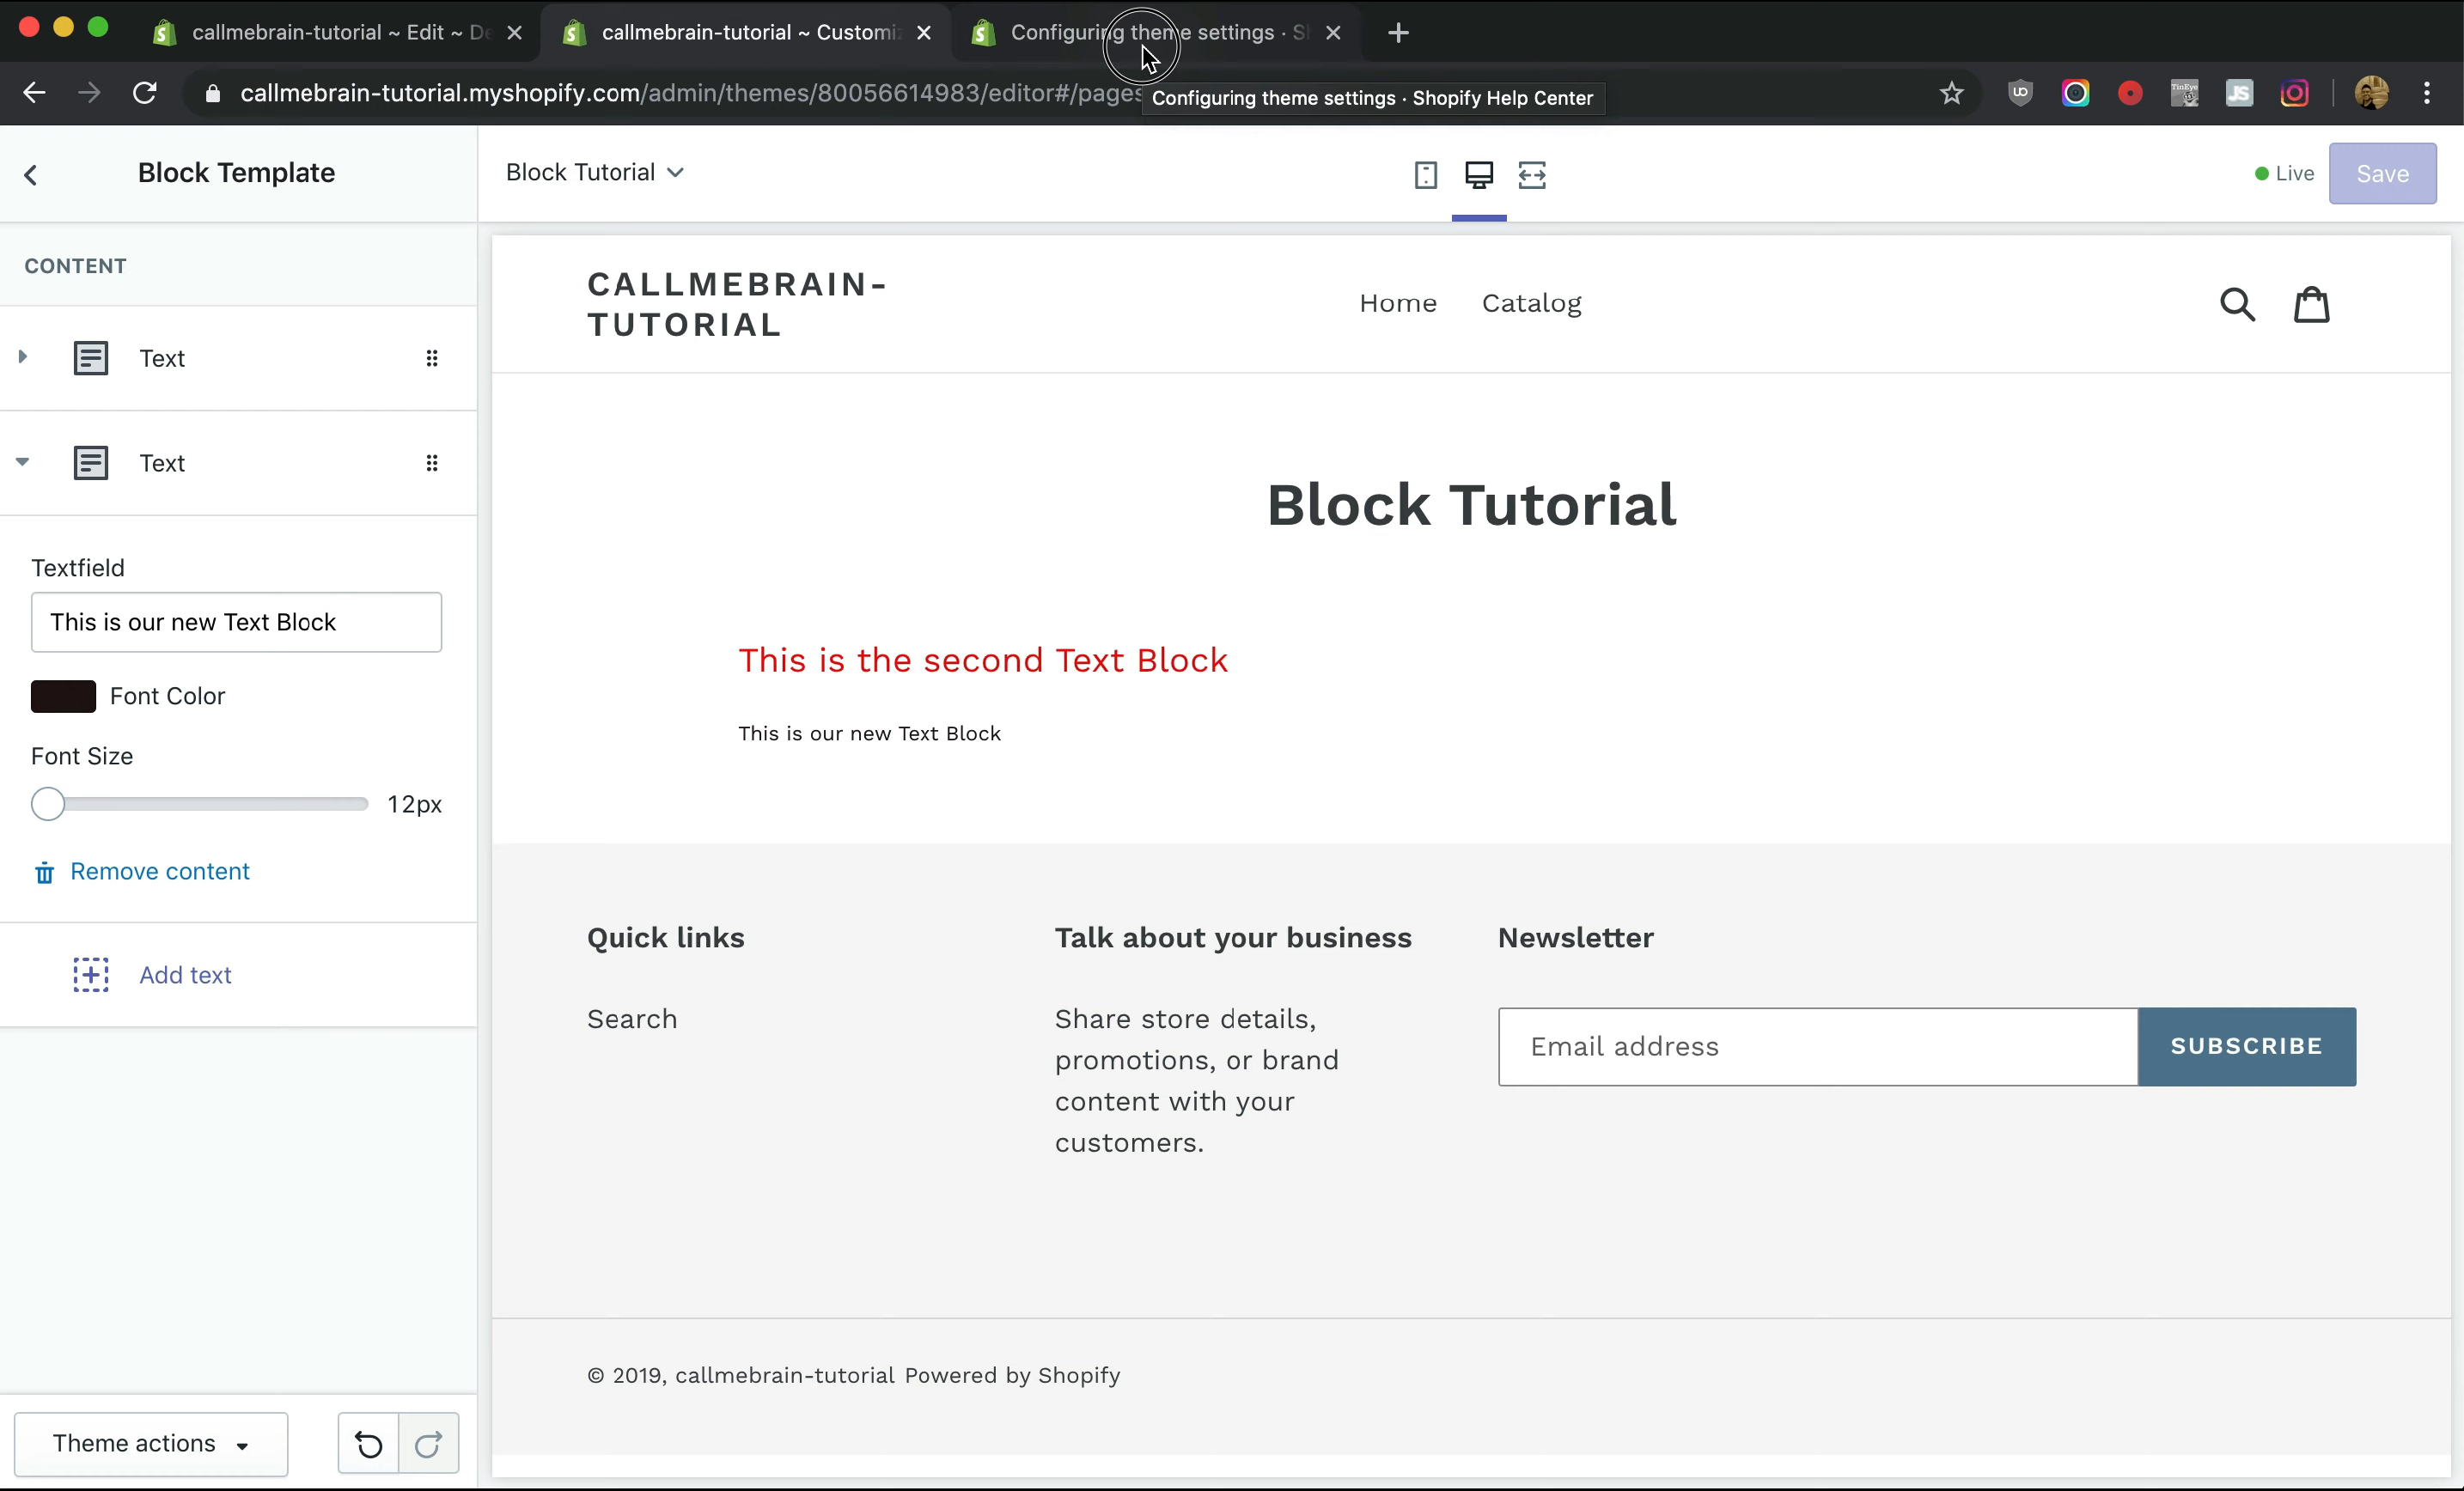 callmebrain-tutorial ~ Edit ~ De
callmebrain-tutorial ~ Customiz
Configuring theme settings · S
callmebrain-tutorial.myshopify.com/admin/themes/80056614983/editor#/pages
Configuring theme settings · Shopify Help Center
Block Template
Block Tutorial
Live
Save
CONTENT
Text
Text
Textfield
This is our new Text Block
Font Color
Font Size
12px
Remove content
Add text
Theme actions
CALLMEBRAIN-
TUTORIAL
Home
Catalog
Block Tutorial
This is the second Text Block
This is our new Text Block
Quick links
Search
Talk about your business
Share store details,
promotions, or brand
content with your
customers.
Newsletter
Email address
SUBSCRIBE
© 2019, callmebrain-tutorial Powered by Shopify